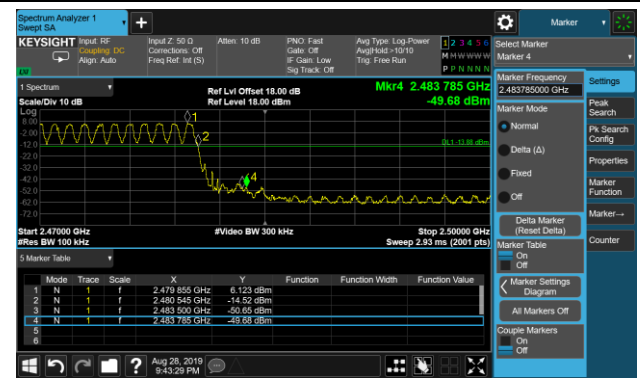 Spectrum Analyzer 1
Swept SA
Marker
KEYSIGHT
Input: RF
Coupling: DC
Align: Auto
Input Z: 50 Ω
Corrections: Off
Freq Ref: Int (S)
Atten: 10 dB
PNO: Fast
Gate: Off
IF Gain: Low
Sig Track: Off
Avg Type: Log-Power
Avg|Hold:>10/10
Trig: Free Run
1 2 3 4 5 6
M W W W W W
P P N N N N
Select Marker
Marker 4
1 Spectrum
Scale/Div 10 dB
Ref Lvl Offset 18.00 dB
Ref Level 18.00 dBm
Mkr4 2.483 785 GHz
-49.68 dBm
Log
8.00
-2.00
-12.0
-22.0
-32.0
-42.0
-52.0
-62.0
-72.0
1
2
4
DL1 -13.88 dBm
Start 2.47000 GHz
#Res BW 100 kHz
#Video BW 300 kHz
Stop 2.50000 GHz
Sweep 2.93 ms (2001 pts)
Marker Frequency
2.483785000 GHz
Marker Mode
Normal
Delta (Δ)
Fixed
Off
Delta Marker
(Reset Delta)
Marker Table
On
Off
Marker Settings
Diagram
All Markers Off
Couple Markers
On
Off
Settings
Peak
Search
Pk Search
Config
Properties
Marker
Function
Marker→
Counter
5 Marker Table
Mode Trace Scale X Y Function Function Width Function Value
1 N 1 f 2.479 855 GHz 6.123 dBm
2 N 1 f 2.480 545 GHz -14.52 dBm
3 N 1 f 2.483 500 GHz -50.65 dBm
4 N 1 f 2.483 785 GHz -49.68 dBm
5
6
?
Aug 28, 2019
9:43:29 PM